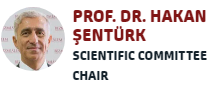 PROF. DR. HAKAN
ŞENTÜRK
SCIENTIFIC COMMITTEE
CHAIR